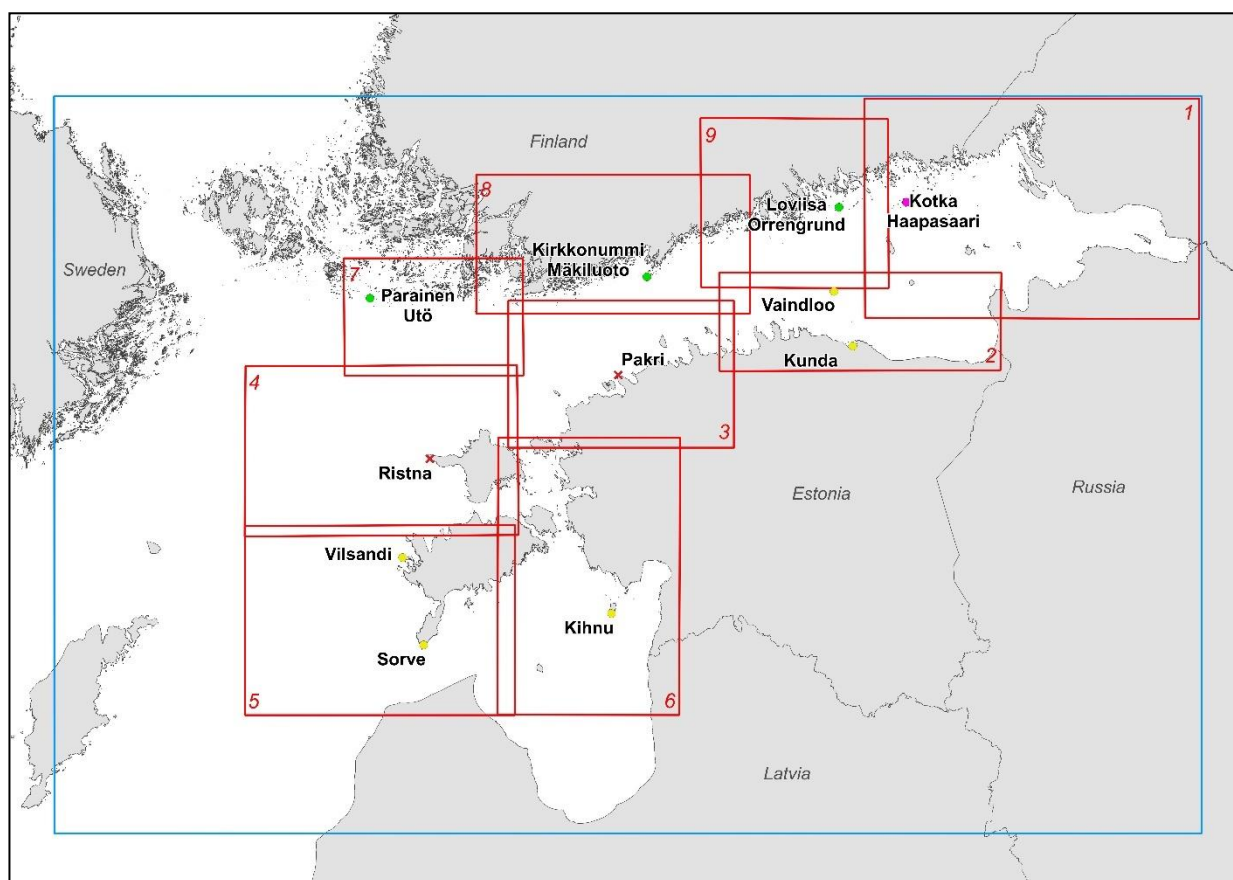 1
9
Finland
8
Loviisa
Orrengrund
Kotka
Haapasaari
Kirkkonummi
Mäkiluoto
Sweden
7
Parainen
Utö
Vaindloo
Pakri
Kunda
2
4
3
Ristna
Estonia
Russia
Vilsandi
Kihnu
Sorve
5
6
Latvia